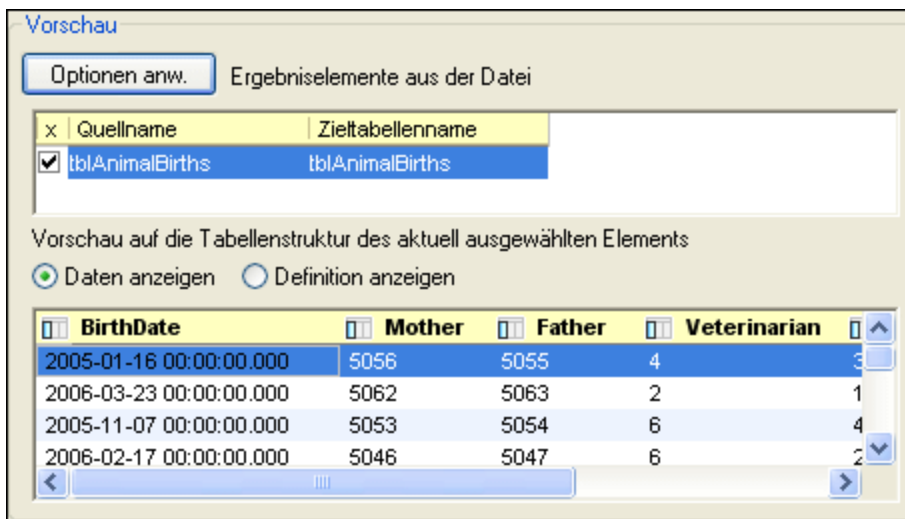 Vorschau
Optionen anw. Ergebniselemente aus der Datei
x Quellname Zieltabellenname
tblAnimalBirths tblAnimalBirths
Vorschau auf die Tabellenstruktur des aktuell ausgewählten Elements
Daten anzeigen Definition anzeigen
BirthDate Mother Father Veterinarian
2005-01-16 00:00:00.000 5056 5055 4 3
2006-03-23 00:00:00.000 5062 5063 2 1
2005-11-07 00:00:00.000 5053 5054 6 4
2006-02-17 00:00:00.000 5046 5047 6 2